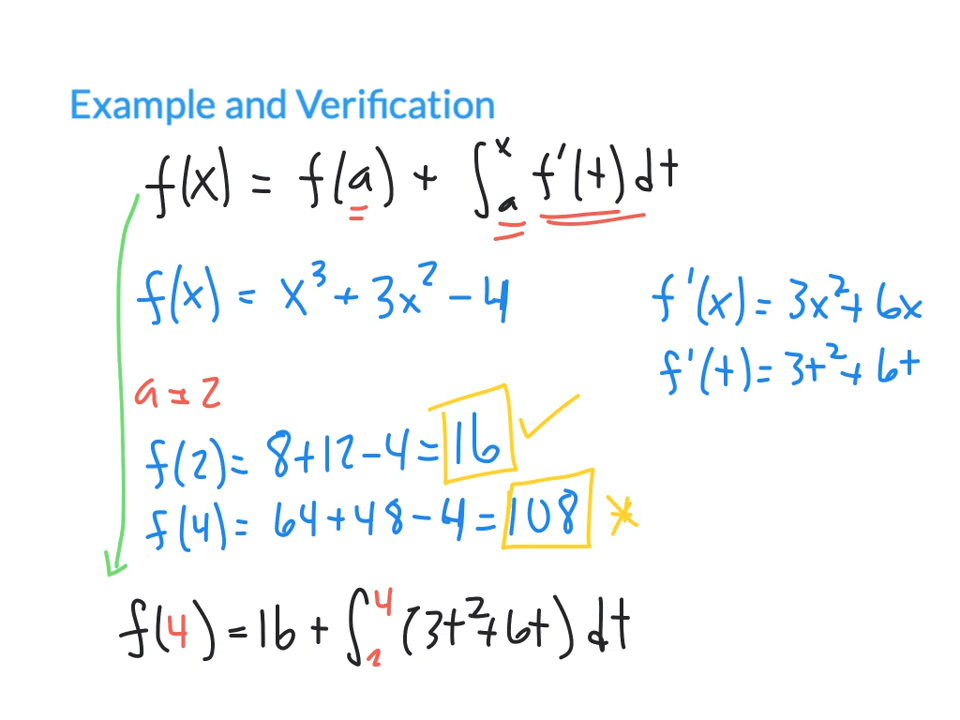 Example and Verification
f(x) = f(a) + ∫ₐˣ f'(t) dt
f(x) = x³ + 3x² − 4
f'(x) = 3x² + 6x
f'(t) = 3t² + 6t
a = 2
f(2) = 8 + 12 − 4 = 16 ✓
f(4) = 64 + 48 − 4 = 108 *
f(4) = 16 + ∫₂⁴ (3t² + 6t) dt